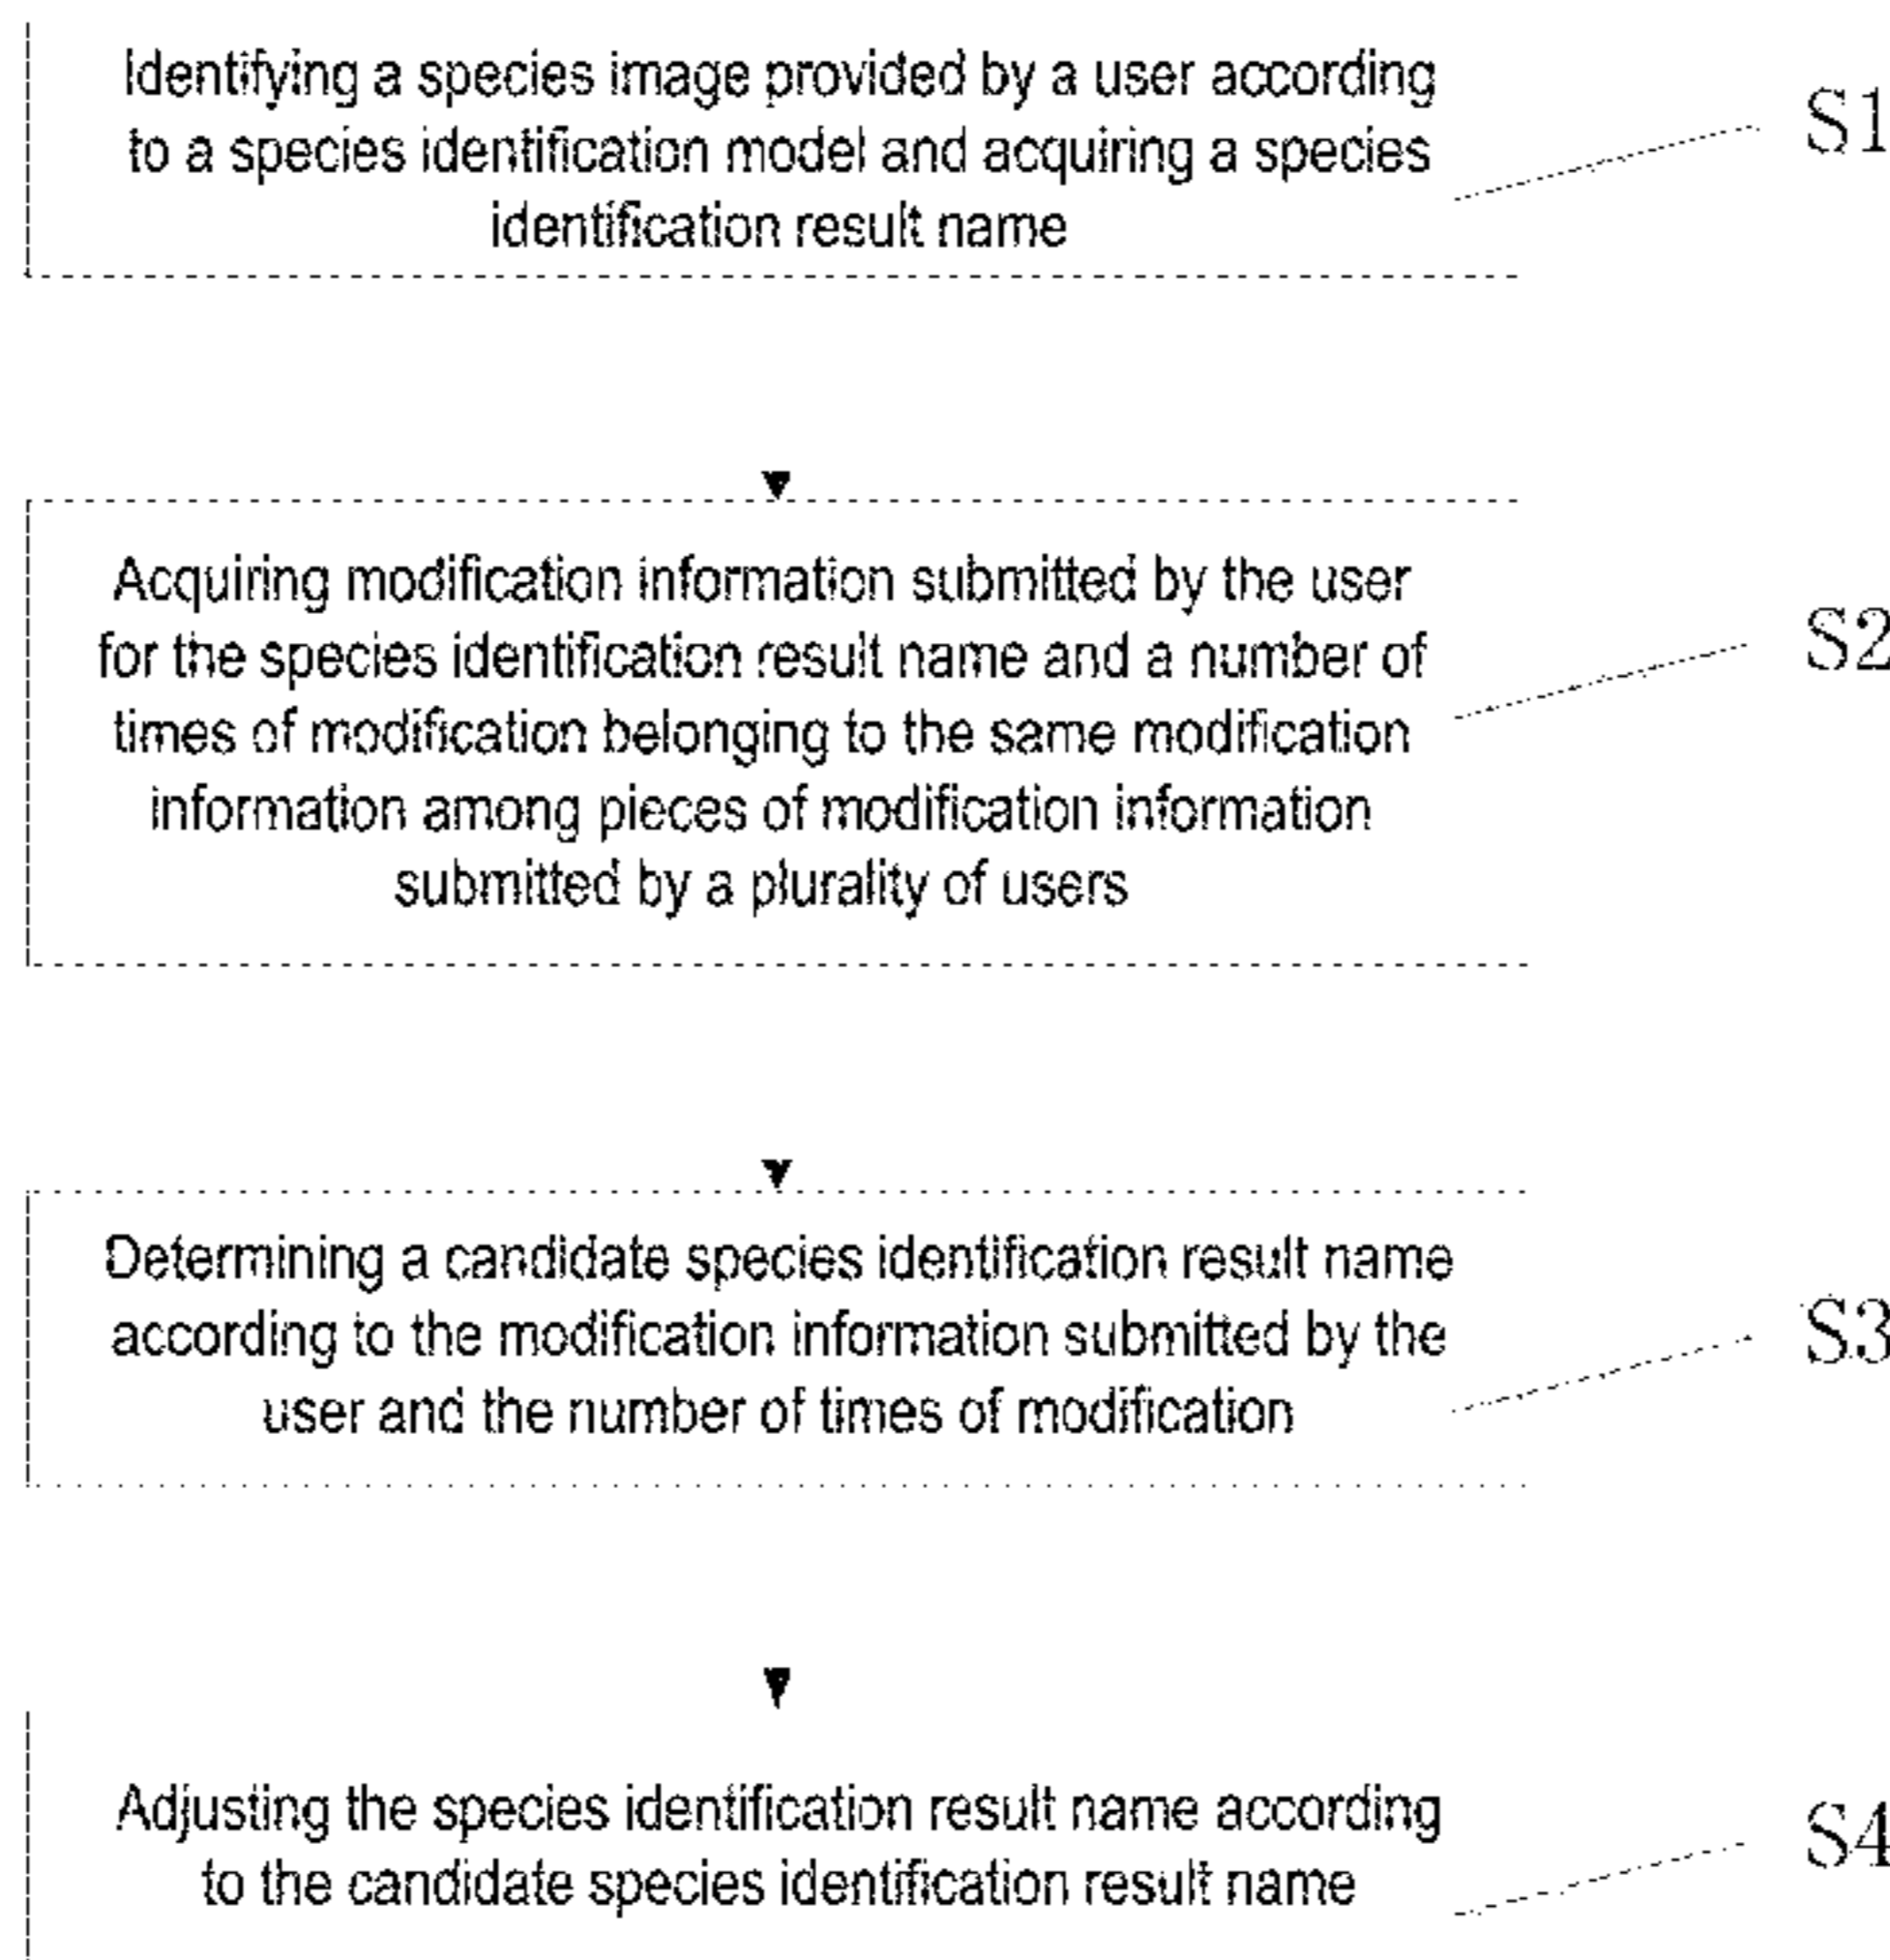 Identifying a species image provided by a user according
to a species identification model and acquiring a species
identification result name
S1
Acquiring modification information submitted by the user
for the species identification result name and a number of
times of modification belonging to the same modification
information among pieces of modification information
submitted by a plurality of users
S2
Determining a candidate species identification result name
according to the modification information submitted by the
user and the number of times of modification
S3
Adjusting the species identification result name according
to the candidate species identification result name
S4